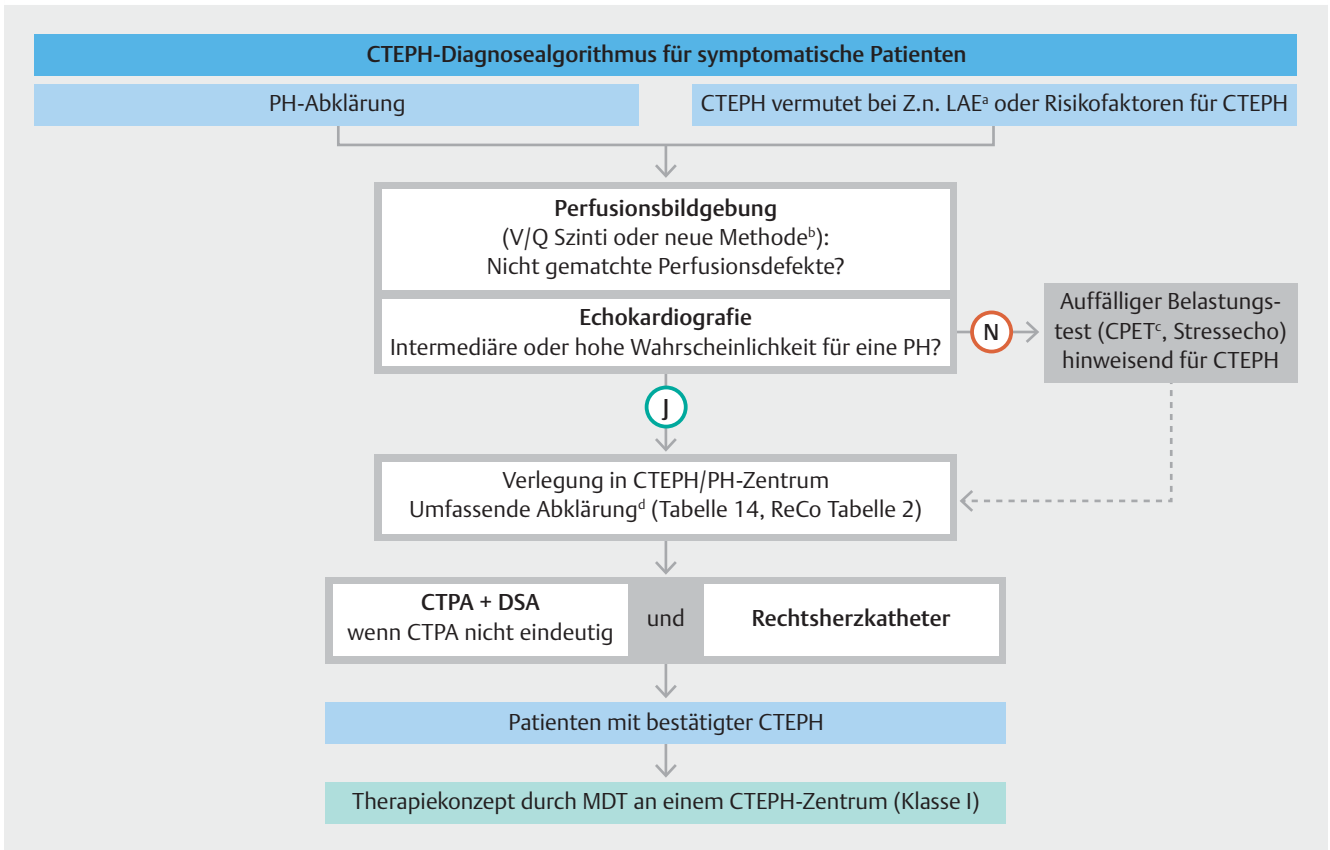 CTEPH-Diagnosealgorithmus für symptomatische Patienten
PH-Abklärung
CTEPH vermutet bei Z.n. LAEᵃ oder Risikofaktoren für CTEPH
Perfusionsbildgebung
(V/Q Szinti oder neue Methodeᵇ):
Nicht gematchte Perfusionsdefekte?
Echokardiografie
Intermediäre oder hohe Wahrscheinlichkeit für eine PH?
N
Auffälliger Belastungs-
test (CPETᶜ, Stressecho)
hinweisend für CTEPH
J
Verlegung in CTEPH/PH-Zentrum
Umfassende Abklärungᵈ (Tabelle 14, ReCo Tabelle 2)
CTPA + DSA
wenn CTPA nicht eindeutig
und
Rechtsherzkatheter
Patienten mit bestätigter CTEPH
Therapiekonzept durch MDT an einem CTEPH-Zentrum (Klasse I)